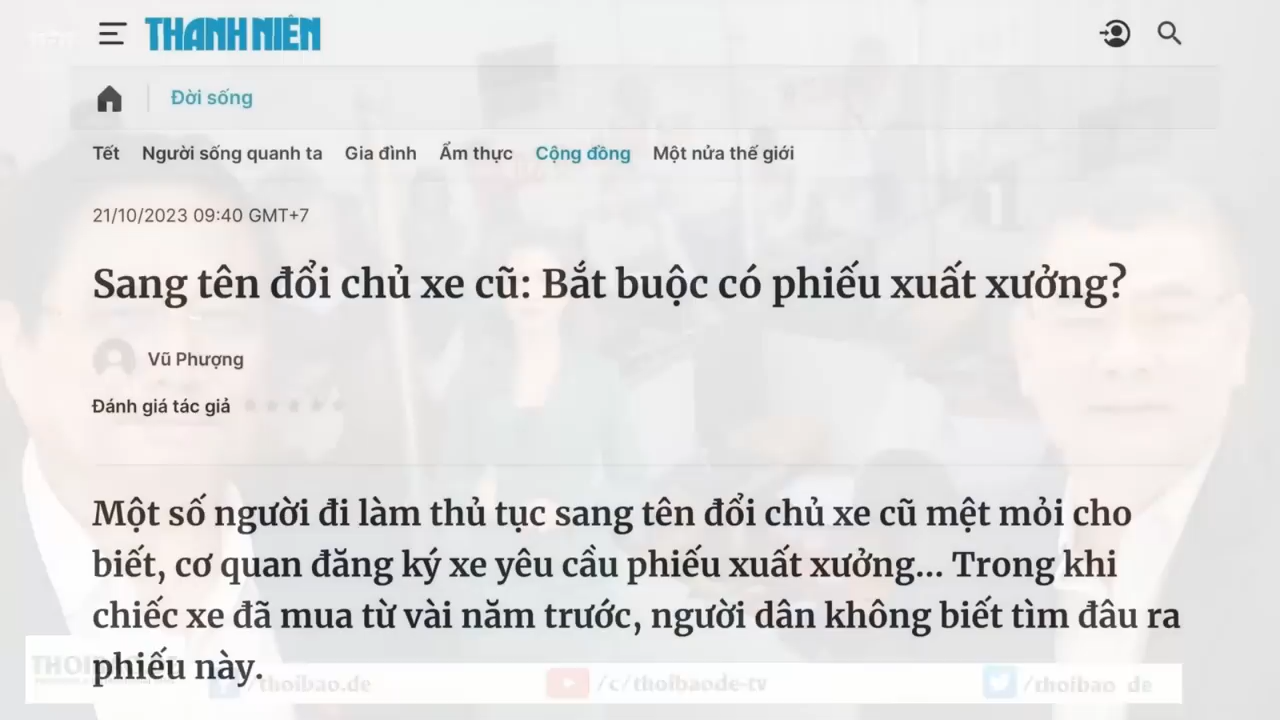 THANH NIÊN
Đời sống
Tết Người sống quanh ta Gia đình Ẩm thực Cộng đồng Một nửa thế giới
21/10/2023 09:40 GMT+7
Sang tên đổi chủ xe cũ: Bắt buộc có phiếu xuất xưởng?
Vũ Phượng
Đánh giá tác giả
Một số người đi làm thủ tục sang tên đổi chủ xe cũ mệt mỏi cho
biết, cơ quan đăng ký xe yêu cầu phiếu xuất xưởng... Trong khi
chiếc xe đã mua từ vài năm trước, người dân không biết tìm đâu ra
phiếu này.
/thoibao.de /c/thoibaode-tv /thoibao_de